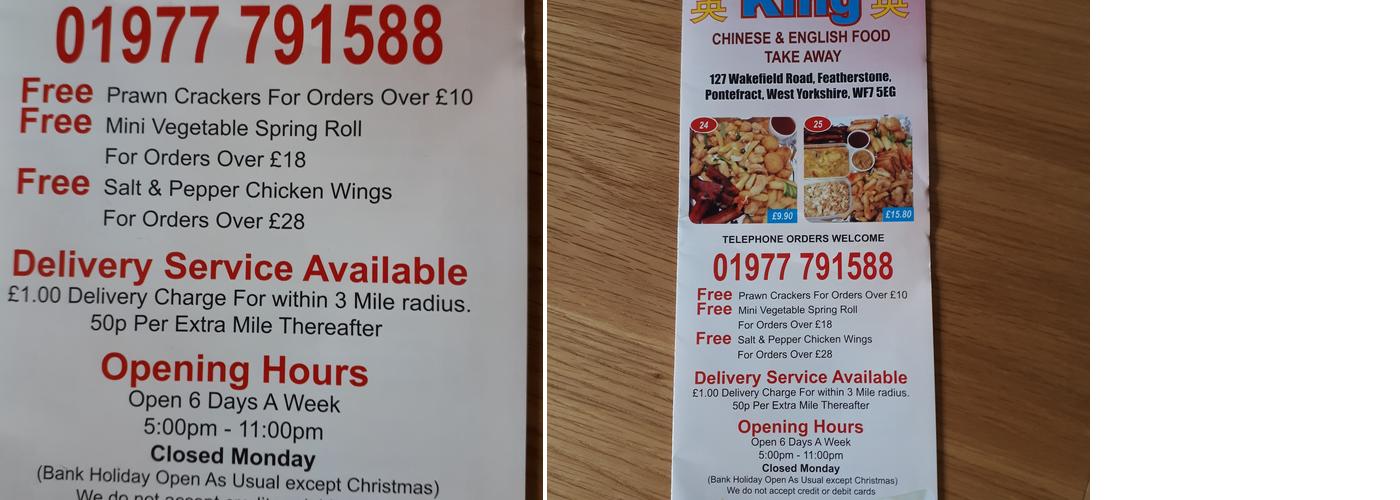 01977 791588
Free Prawn Crackers For Orders Over £10
Free Mini Vegetable Spring Roll
For Orders Over £18
Free Salt & Pepper Chicken Wings
For Orders Over £28
Delivery Service Available
£1.00 Delivery Charge For within 3 Mile radius.
50p Per Extra Mile Thereafter
Opening Hours
Open 6 Days A Week
5:00pm - 11:00pm
Closed Monday
(Bank Holiday Open As Usual except Christmas)
We do not accept
英 King 英
CHINESE & ENGLISH FOOD
TAKE AWAY
127 Wakefield Road, Featherstone,
Pontefract, West Yorkshire, WF7 5EG
24 25
£9.90 £15.80
TELEPHONE ORDERS WELCOME
01977 791588
Free Prawn Crackers For Orders Over £10
Free Mini Vegetable Spring Roll
For Orders Over £18
Free Salt & Pepper Chicken Wings
For Orders Over £28
Delivery Service Available
£1.00 Delivery Charge For within 3 Mile radius.
50p Per Extra Mile Thereafter
Opening Hours
Open 6 Days A Week
5:00pm - 11:00pm
Closed Monday
(Bank Holiday Open As Usual except Christmas)
We do not accept credit or debit cards